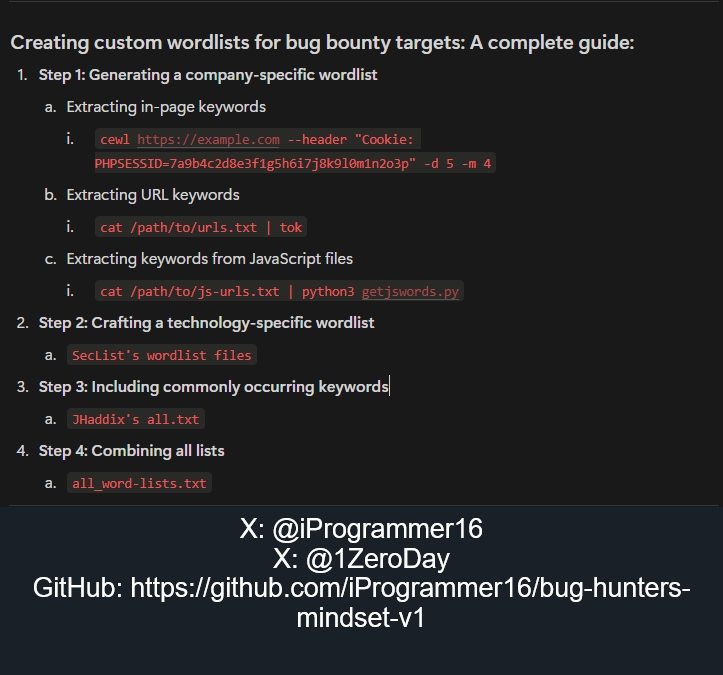 Creating custom wordlists for bug bounty targets: A complete guide:
1. Step 1: Generating a company-specific wordlist
a. Extracting in-page keywords
i. cewl https://example.com --header "Cookie:
PHPSESSID=7a9b4c2d8e3f1g5h6i7j8k9l0m1n2o3p" -d 5 -m 4
b. Extracting URL keywords
i. cat /path/to/urls.txt | tok
c. Extracting keywords from JavaScript files
i. cat /path/to/js-urls.txt | python3 getjswords.py
2. Step 2: Crafting a technology-specific wordlist
a. SecList's wordlist files
3. Step 3: Including commonly occurring keywords
a. JHaddix's all.txt
4. Step 4: Combining all lists
a. all_word-lists.txt
X: @iProgrammer16
X: @1ZeroDay
GitHub: https://github.com/iProgrammer16/bug-hunters-
mindset-v1